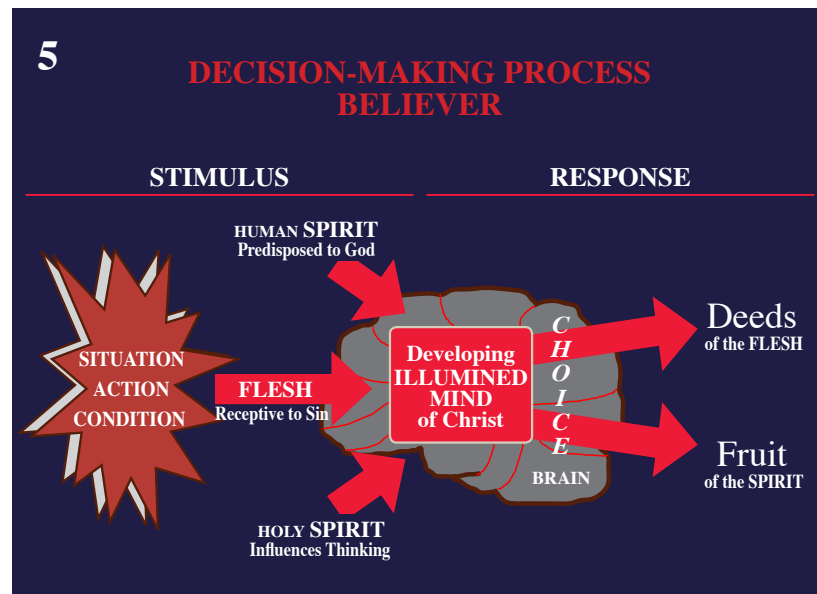 5
DECISION-MAKING PROCESS
BELIEVER
STIMULUS
RESPONSE
HUMAN SPIRIT
Predisposed to God
SITUATION
ACTION
CONDITION
FLESH
Receptive to Sin
Developing
ILLUMINED
MIND
of Christ
CHOICE
BRAIN
Deeds
of the FLESH
Fruit
of the SPIRIT
HOLY SPIRIT
Influences Thinking